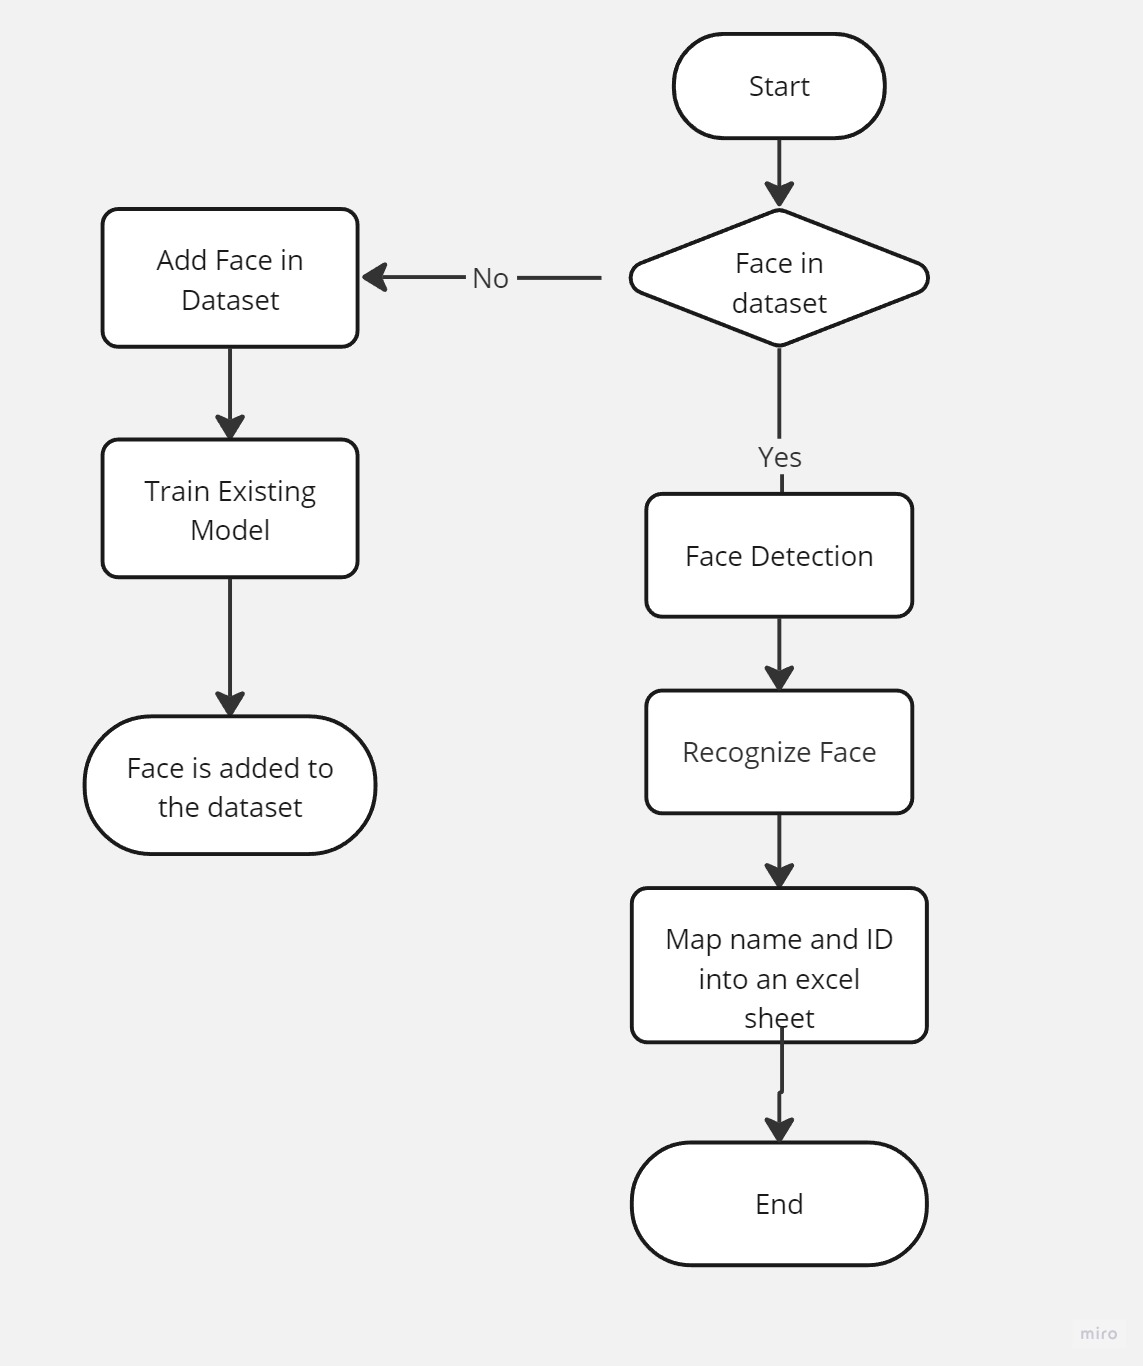 Start
Face in
dataset
No
Add Face in
Dataset
Train Existing
Model
Face is added to
the dataset
Yes
Face Detection
Recognize Face
Map name and ID
into an excel
sheet
End
miro